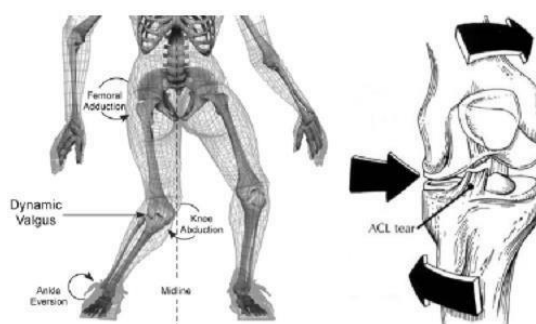 Femoral
Adduction
Dynamic
Valgus
Knee
Abduction
Ankle
Eversion
Midline
ACL tear